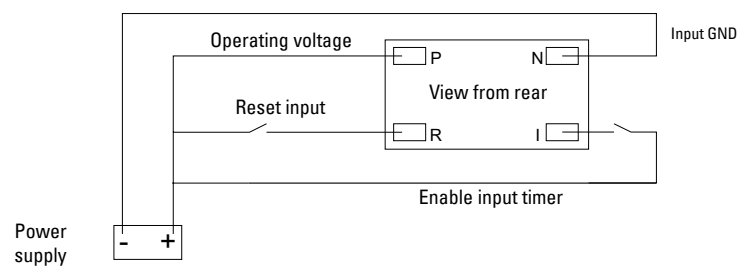 Operating voltage
Input GND
P
N
View from rear
Reset input
R
I
Enable input timer
Power
supply
- +